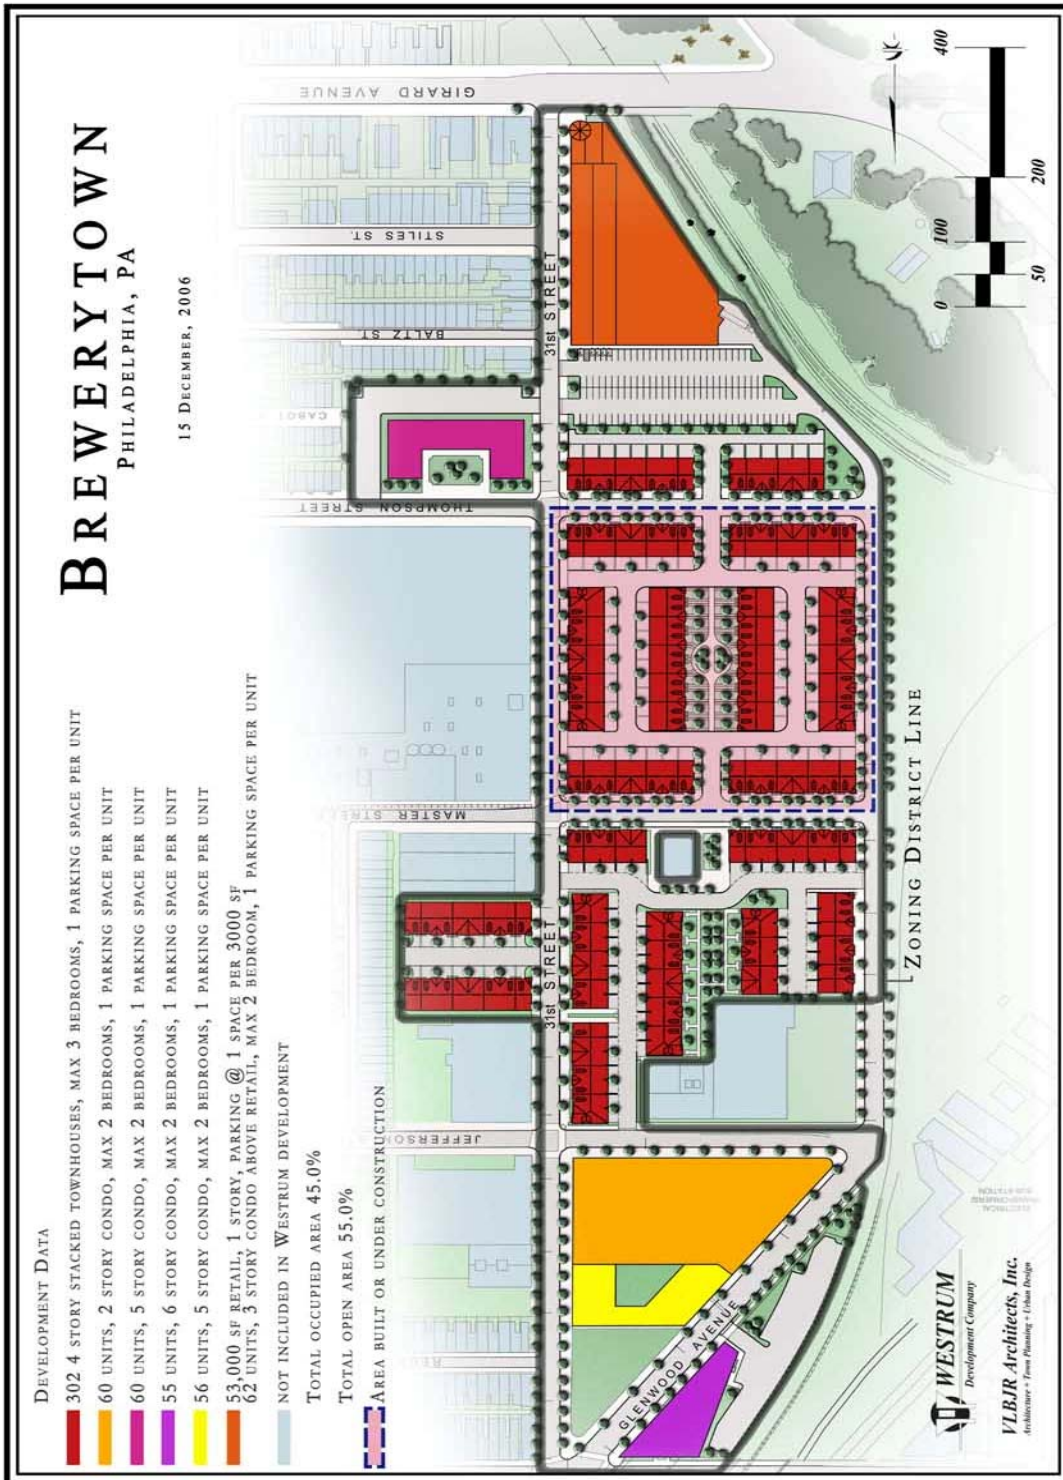 BREWERYTOWN
PHILADELPHIA, PA
15 DECEMBER, 2006
DEVELOPMENT DATA
302 4 STORY STACKED TOWNHOUSES, MAX 3 BEDROOMS, 1 PARKING SPACE PER UNIT
60 UNITS, 2 STORY CONDO, MAX 2 BEDROOMS, 1 PARKING SPACE PER UNIT
60 UNITS, 5 STORY CONDO, MAX 2 BEDROOMS, 1 PARKING SPACE PER UNIT
55 UNITS, 6 STORY CONDO, MAX 2 BEDROOMS, 1 PARKING SPACE PER UNIT
56 UNITS, 5 STORY CONDO, MAX 2 BEDROOMS, 1 PARKING SPACE PER UNIT
53,000 SF RETAIL, 1 STORY, PARKING @ 1 SPACE PER 3000 SF
62 UNITS, 3 STORY CONDO ABOVE RETAIL, MAX 2 BEDROOM, 1 PARKING SPACE PER UNIT
NOT INCLUDED IN WESTRUM DEVELOPMENT
TOTAL OCCUPIED AREA 45.0%
TOTAL OPEN AREA 55.0%
AREA BUILT OR UNDER CONSTRUCTION
JEFFERSON
MASTER STREET
THOMPSON STREET
CABOT
BALTZ ST.
STILES ST.
GIRARD AVENUE
31st STREET
31st STREET
GLENWOOD AVENUE
ZONING DISTRICT LINE
ELECTRICAL
TRANSFORMER
SUB-STATION
WESTRUM
Development Company
VLBJR Architects, Inc.
Architecture + Town Planning + Urban Design
0
50
100
200
400